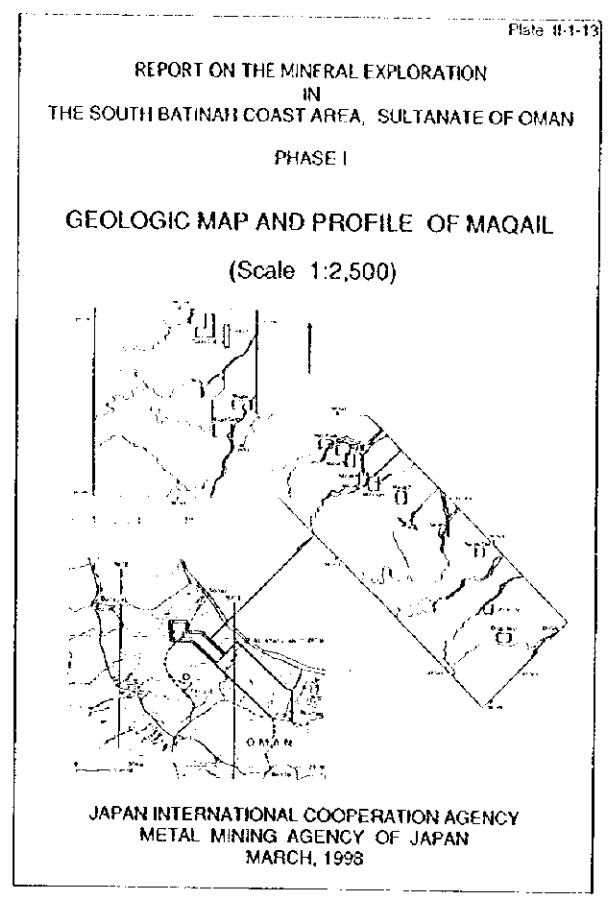 Plate II-1-13
REPORT ON THE MINERAL EXPLORATION
IN
THE SOUTH BATINAH COAST AREA, SULTANATE OF OMAN
PHASE I
GEOLOGIC MAP AND PROFILE OF MAQAIL
(Scale 1:2,500)
OMAN
JAPAN INTERNATIONAL COOPERATION AGENCY
METAL MINING AGENCY OF JAPAN
MARCH, 1998